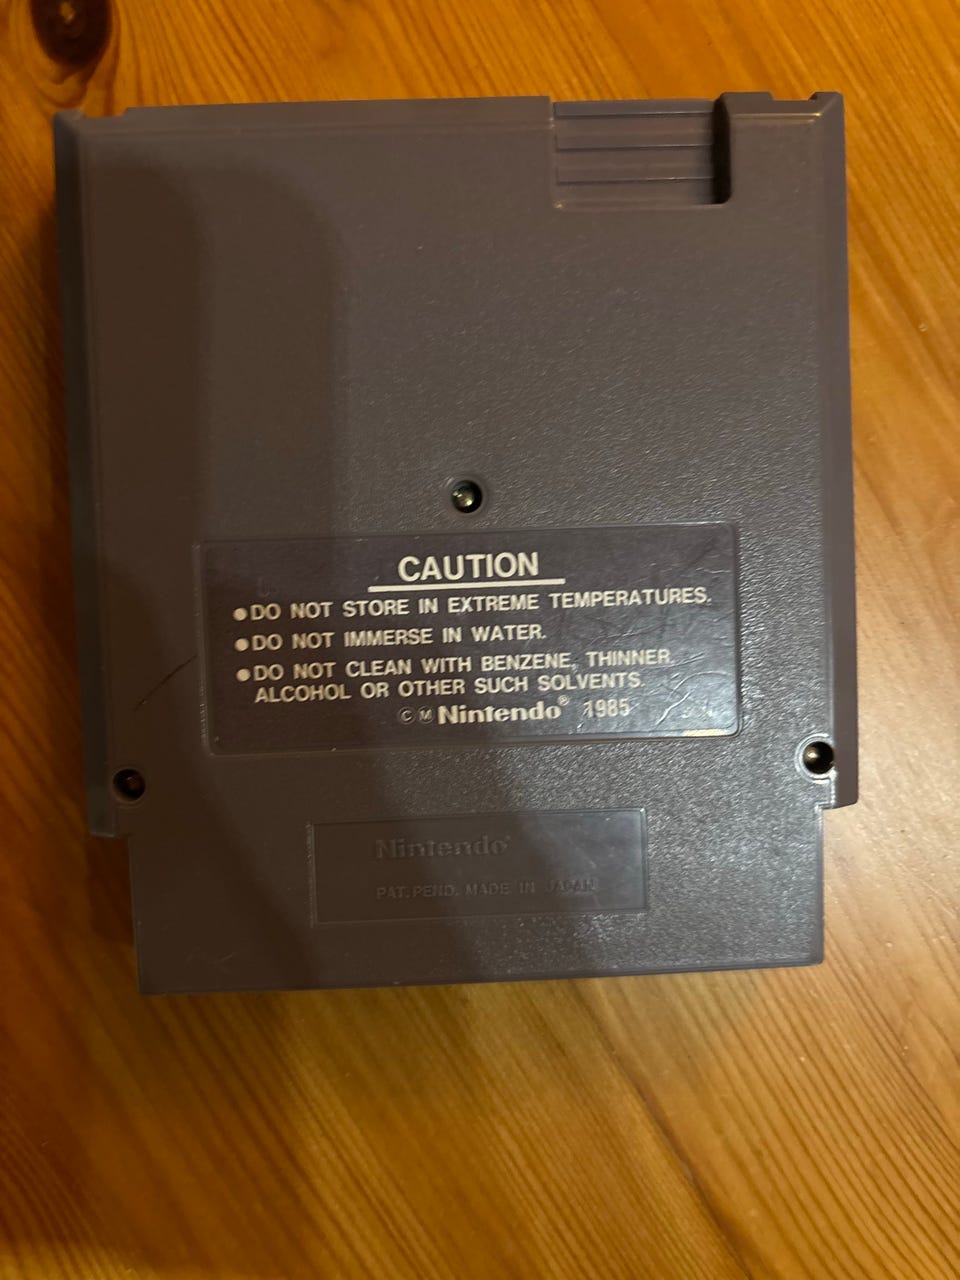 CAUTION
●DO NOT STORE IN EXTREME TEMPERATURES.
●DO NOT IMMERSE IN WATER.
●DO NOT CLEAN WITH BENZENE, THINNER,
ALCOHOL OR OTHER SUCH SOLVENTS.
©Ⓜ Nintendo® 1985
Nintendo®
PAT. PEND. MADE IN JAPAN